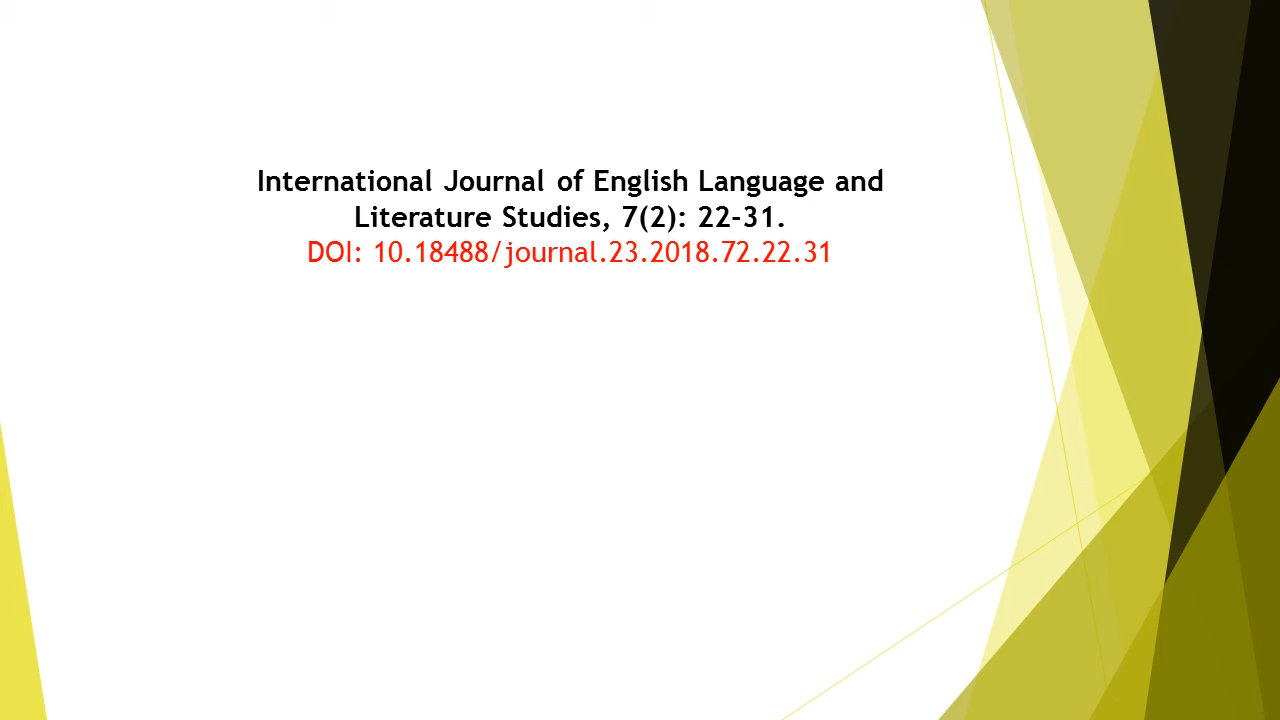 International Journal of English Language and
Literature Studies, 7(2): 22-31.
DOI: 10.18488/journal.23.2018.72.22.31